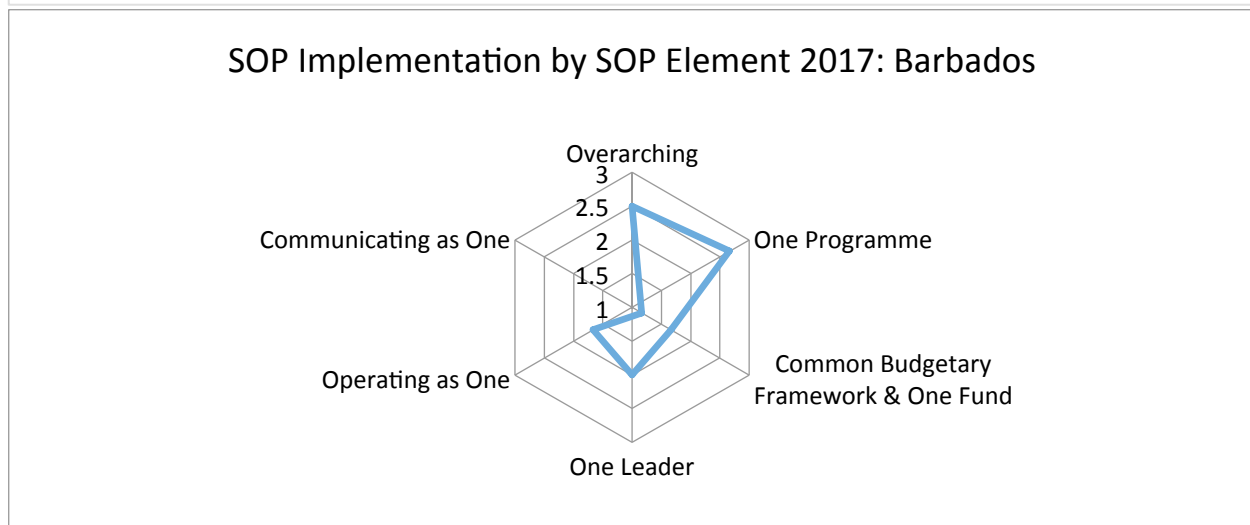 SOP Implementation by SOP Element 2017: Barbados
Overarching
3
2.5
2
1.5
1
One Programme
Common Budgetary
Framework & One Fund
One Leader
Operating as One
Communicating as One